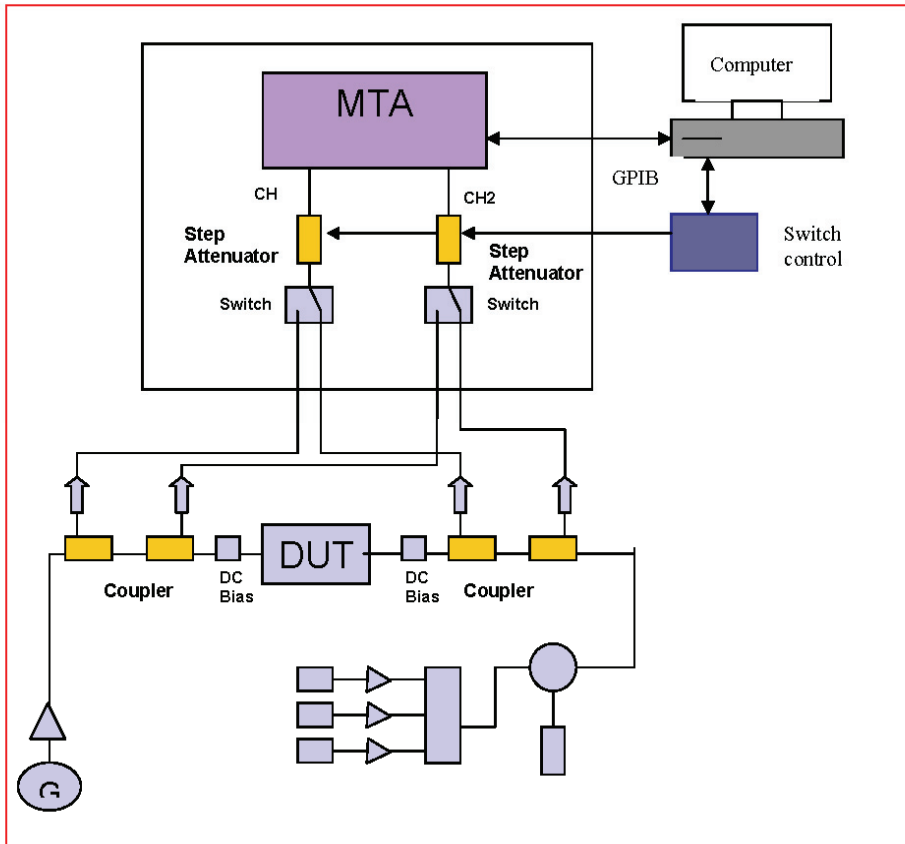 MTA
Computer
CH
CH2
GPIB
Step
Attenuator
Step
Attenuator
Switch
control
Switch
Switch
DUT
Coupler
DC
Bias
DC
Bias
Coupler
G